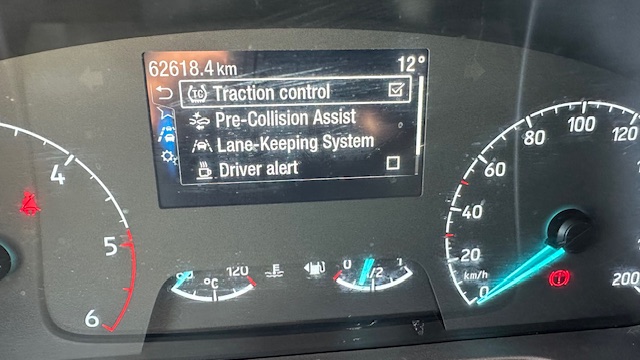 62618.4 km 12°
TC Traction control
Pre-Collision Assist
Lane-Keeping System
Driver alert
4
5
6
120
°C
0 1/2 1
0
20
40
60
80
100
120
200
km/h